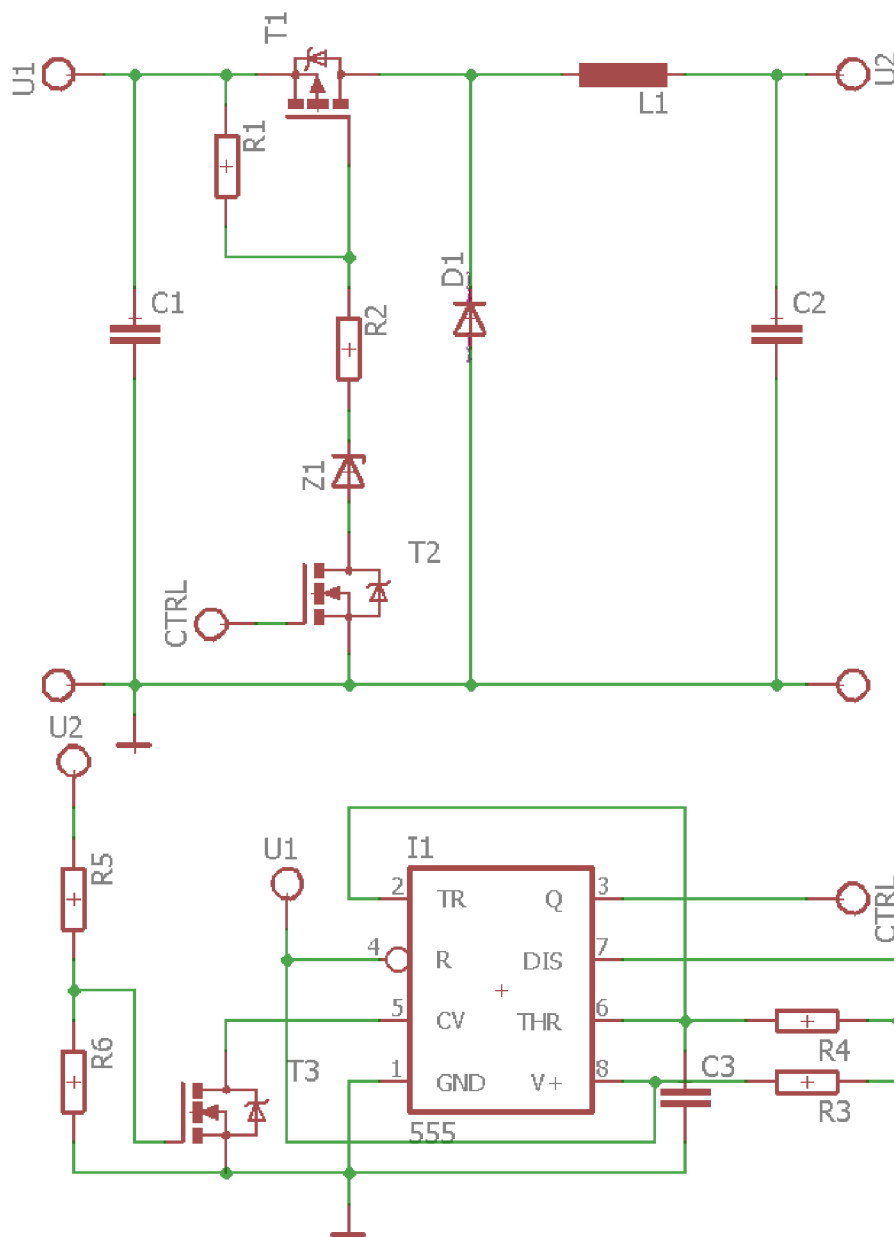 T1
U1
U2
L1
R1
D1
C1
R2
C2
Z1
T2
CTRL
U2
R5
U1
I1
2 TR Q 3
CTRL
4 R DIS 7
5 CV THR 6
R6
R4
T3
C3
1 GND V+ 8
R3
555